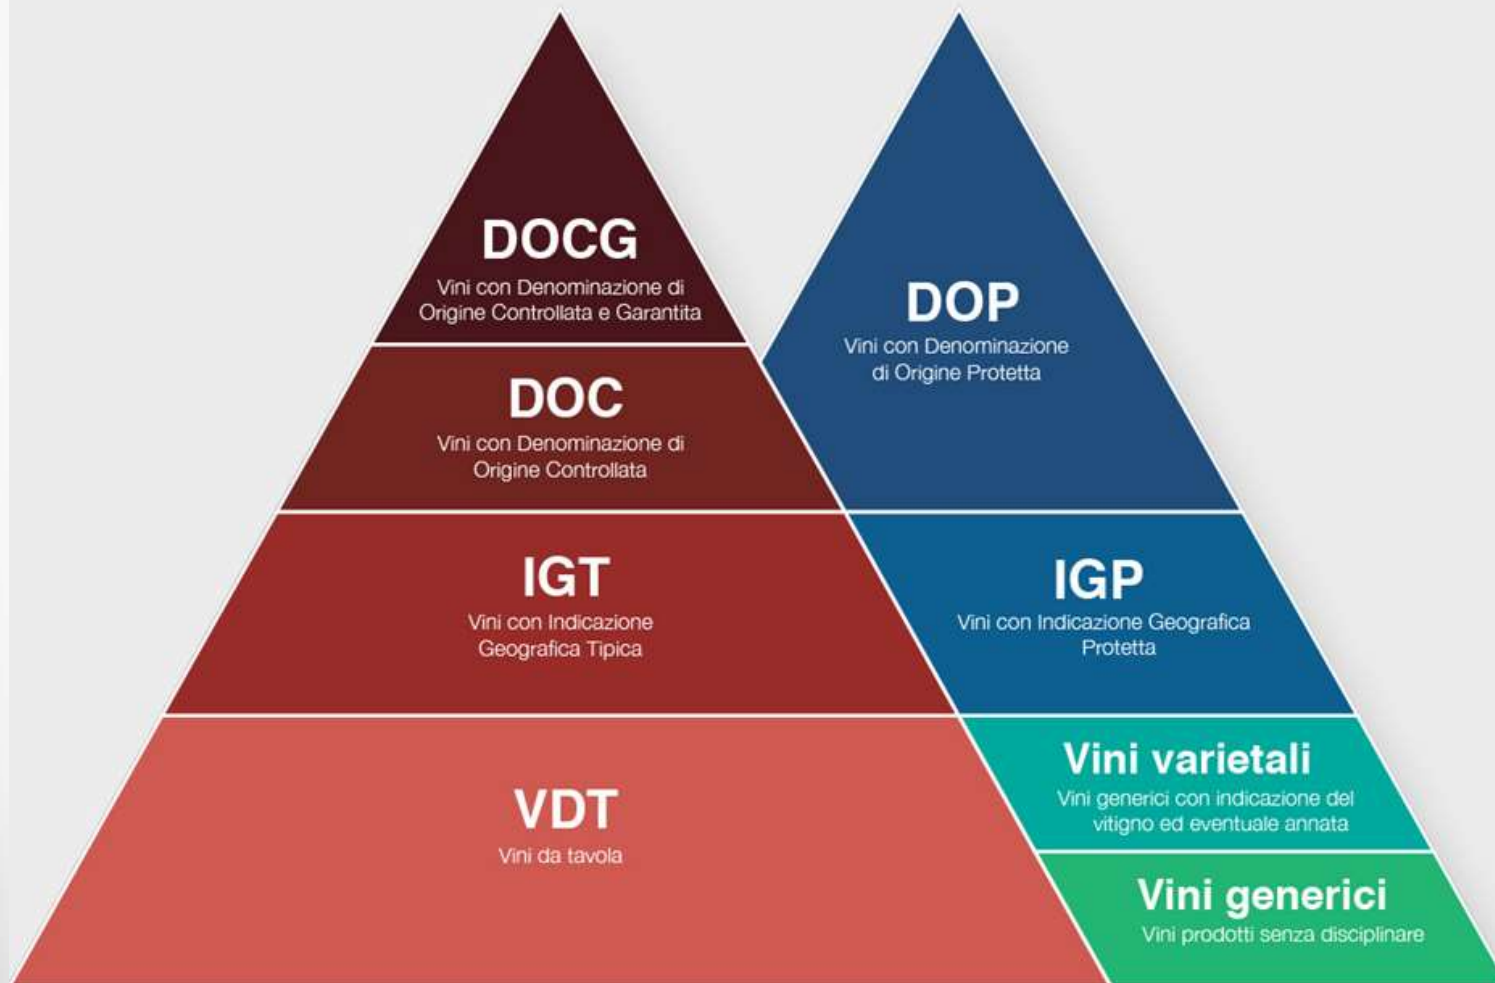 DOCG
Vini con Denominazione di
Origine Controllata e Garantita
DOC
Vini con Denominazione di
Origine Controllata
IGT
Vini con Indicazione
Geografica Tipica
VDT
Vini da tavola
DOP
Vini con Denominazione
di Origine Protetta
IGP
Vini con Indicazione Geografica
Protetta
Vini varietali
Vini generici con indicazione del
vitigno ed eventuale annata
Vini generici
Vini prodotti senza disciplinare